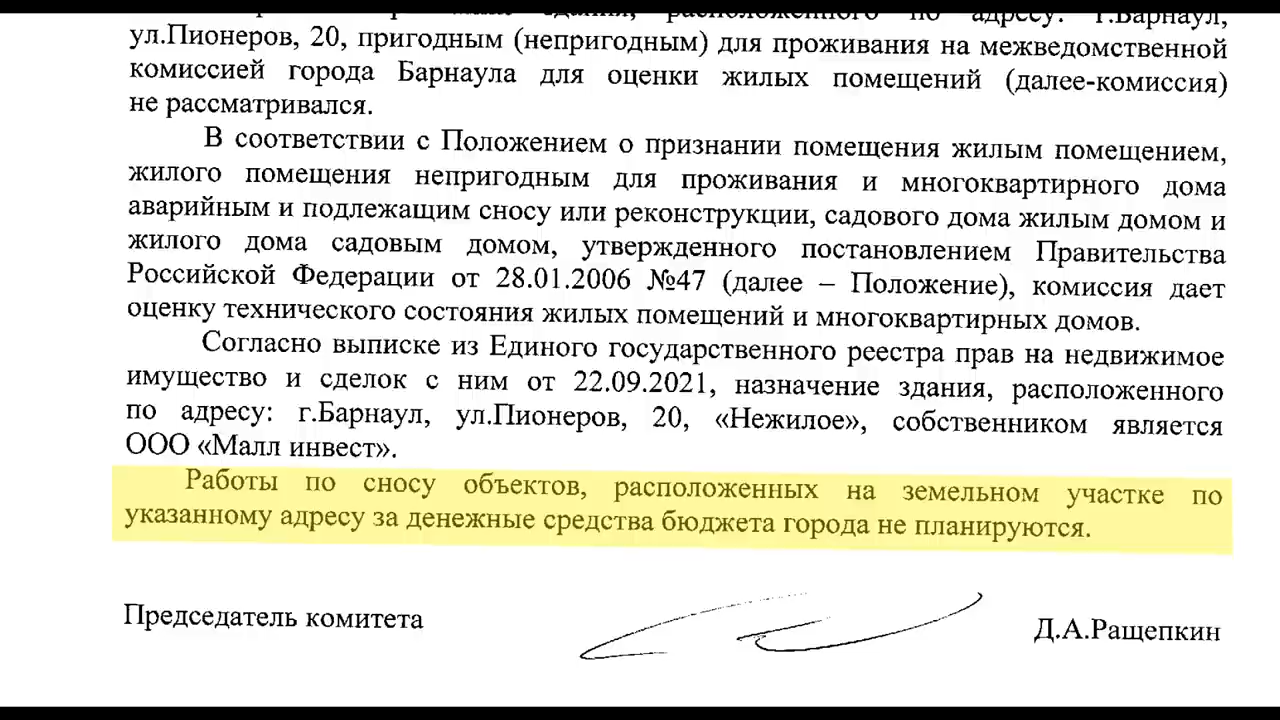 здания, расположенного по адресу: г.Барнаул,
ул.Пионеров, 20, пригодным (непригодным) для проживания на межведомственной
комиссией города Барнаула для оценки жилых помещений (далее-комиссия)
не рассматривался.
В соответствии с Положением о признании помещения жилым помещением,
жилого помещения непригодным для проживания и многоквартирного дома
аварийным и подлежащим сносу или реконструкции, садового дома жилым домом и
жилого дома садовым домом, утвержденного постановлением Правительства
Российской Федерации от 28.01.2006 №47 (далее – Положение), комиссия дает
оценку технического состояния жилых помещений и многоквартирных домов.
Согласно выписке из Единого государственного реестра прав на недвижимое
имущество и сделок с ним от 22.09.2021, назначение здания, расположенного
по адресу: г.Барнаул, ул.Пионеров, 20, «Нежилое», собственником является
ООО «Малл инвест».
Работы по сносу объектов, расположенных на земельном участке по
указанному адресу за денежные средства бюджета города не планируются.
Председатель комитета
Д.А.Ращепкин